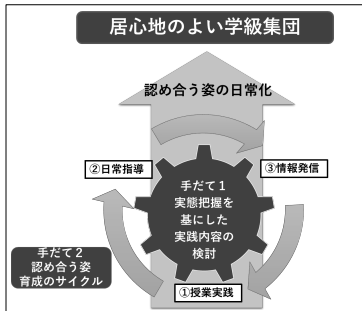 居心地のよい学級集団
認め合う姿の日常化
②日常指導
③情報発信
手だて１
実態把握を
基にした
実践内容の
検討
手だて２
認め合う姿
育成のサイクル
①授業実践